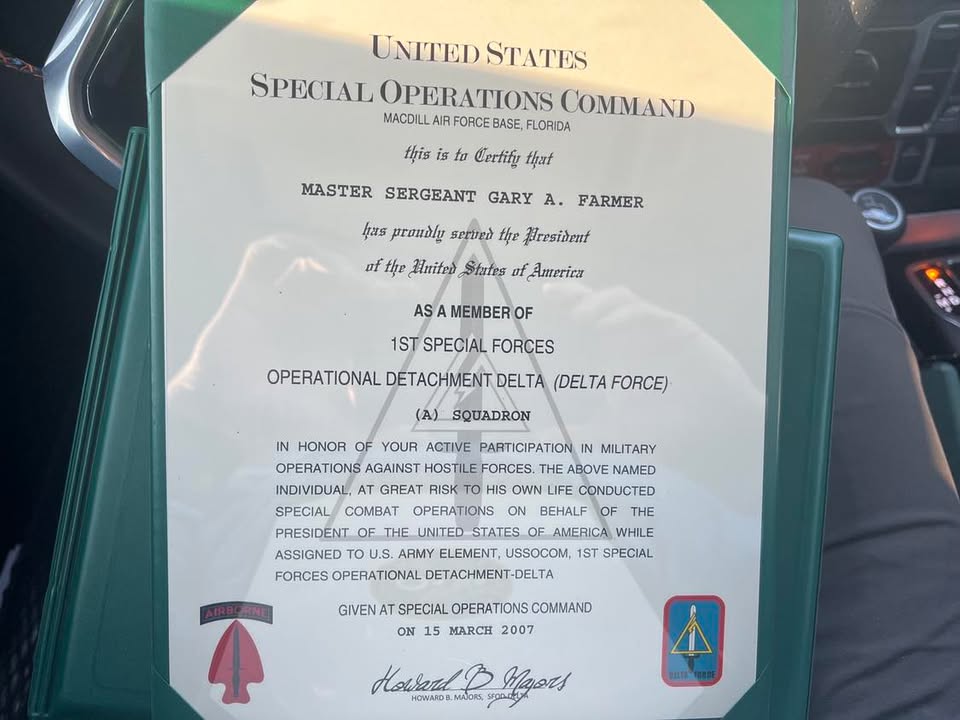 UNITED STATES
SPECIAL OPERATIONS COMMAND
MACDILL AIR FORCE BASE, FLORIDA
this is to Certify that
MASTER SERGEANT GARY A. FARMER
has proudly served the President
of the United States of America
AS A MEMBER OF
1ST SPECIAL FORCES
OPERATIONAL DETACHMENT DELTA (DELTA FORCE)
(A) SQUADRON
IN HONOR OF YOUR ACTIVE PARTICIPATION IN MILITARY
OPERATIONS AGAINST HOSTILE FORCES. THE ABOVE NAMED
INDIVIDUAL, AT GREAT RISK TO HIS OWN LIFE CONDUCTED
SPECIAL COMBAT OPERATIONS ON BEHALF OF THE
PRESIDENT OF THE UNITED STATES OF AMERICA WHILE
ASSIGNED TO U.S. ARMY ELEMENT, USSOCOM, 1ST SPECIAL
FORCES OPERATIONAL DETACHMENT-DELTA
GIVEN AT SPECIAL OPERATIONS COMMAND
ON 15 MARCH 2007
AIRBORNE
DELTA FORCE
Howard B Majors
HOWARD B. MAJORS, SFOD-DELTA